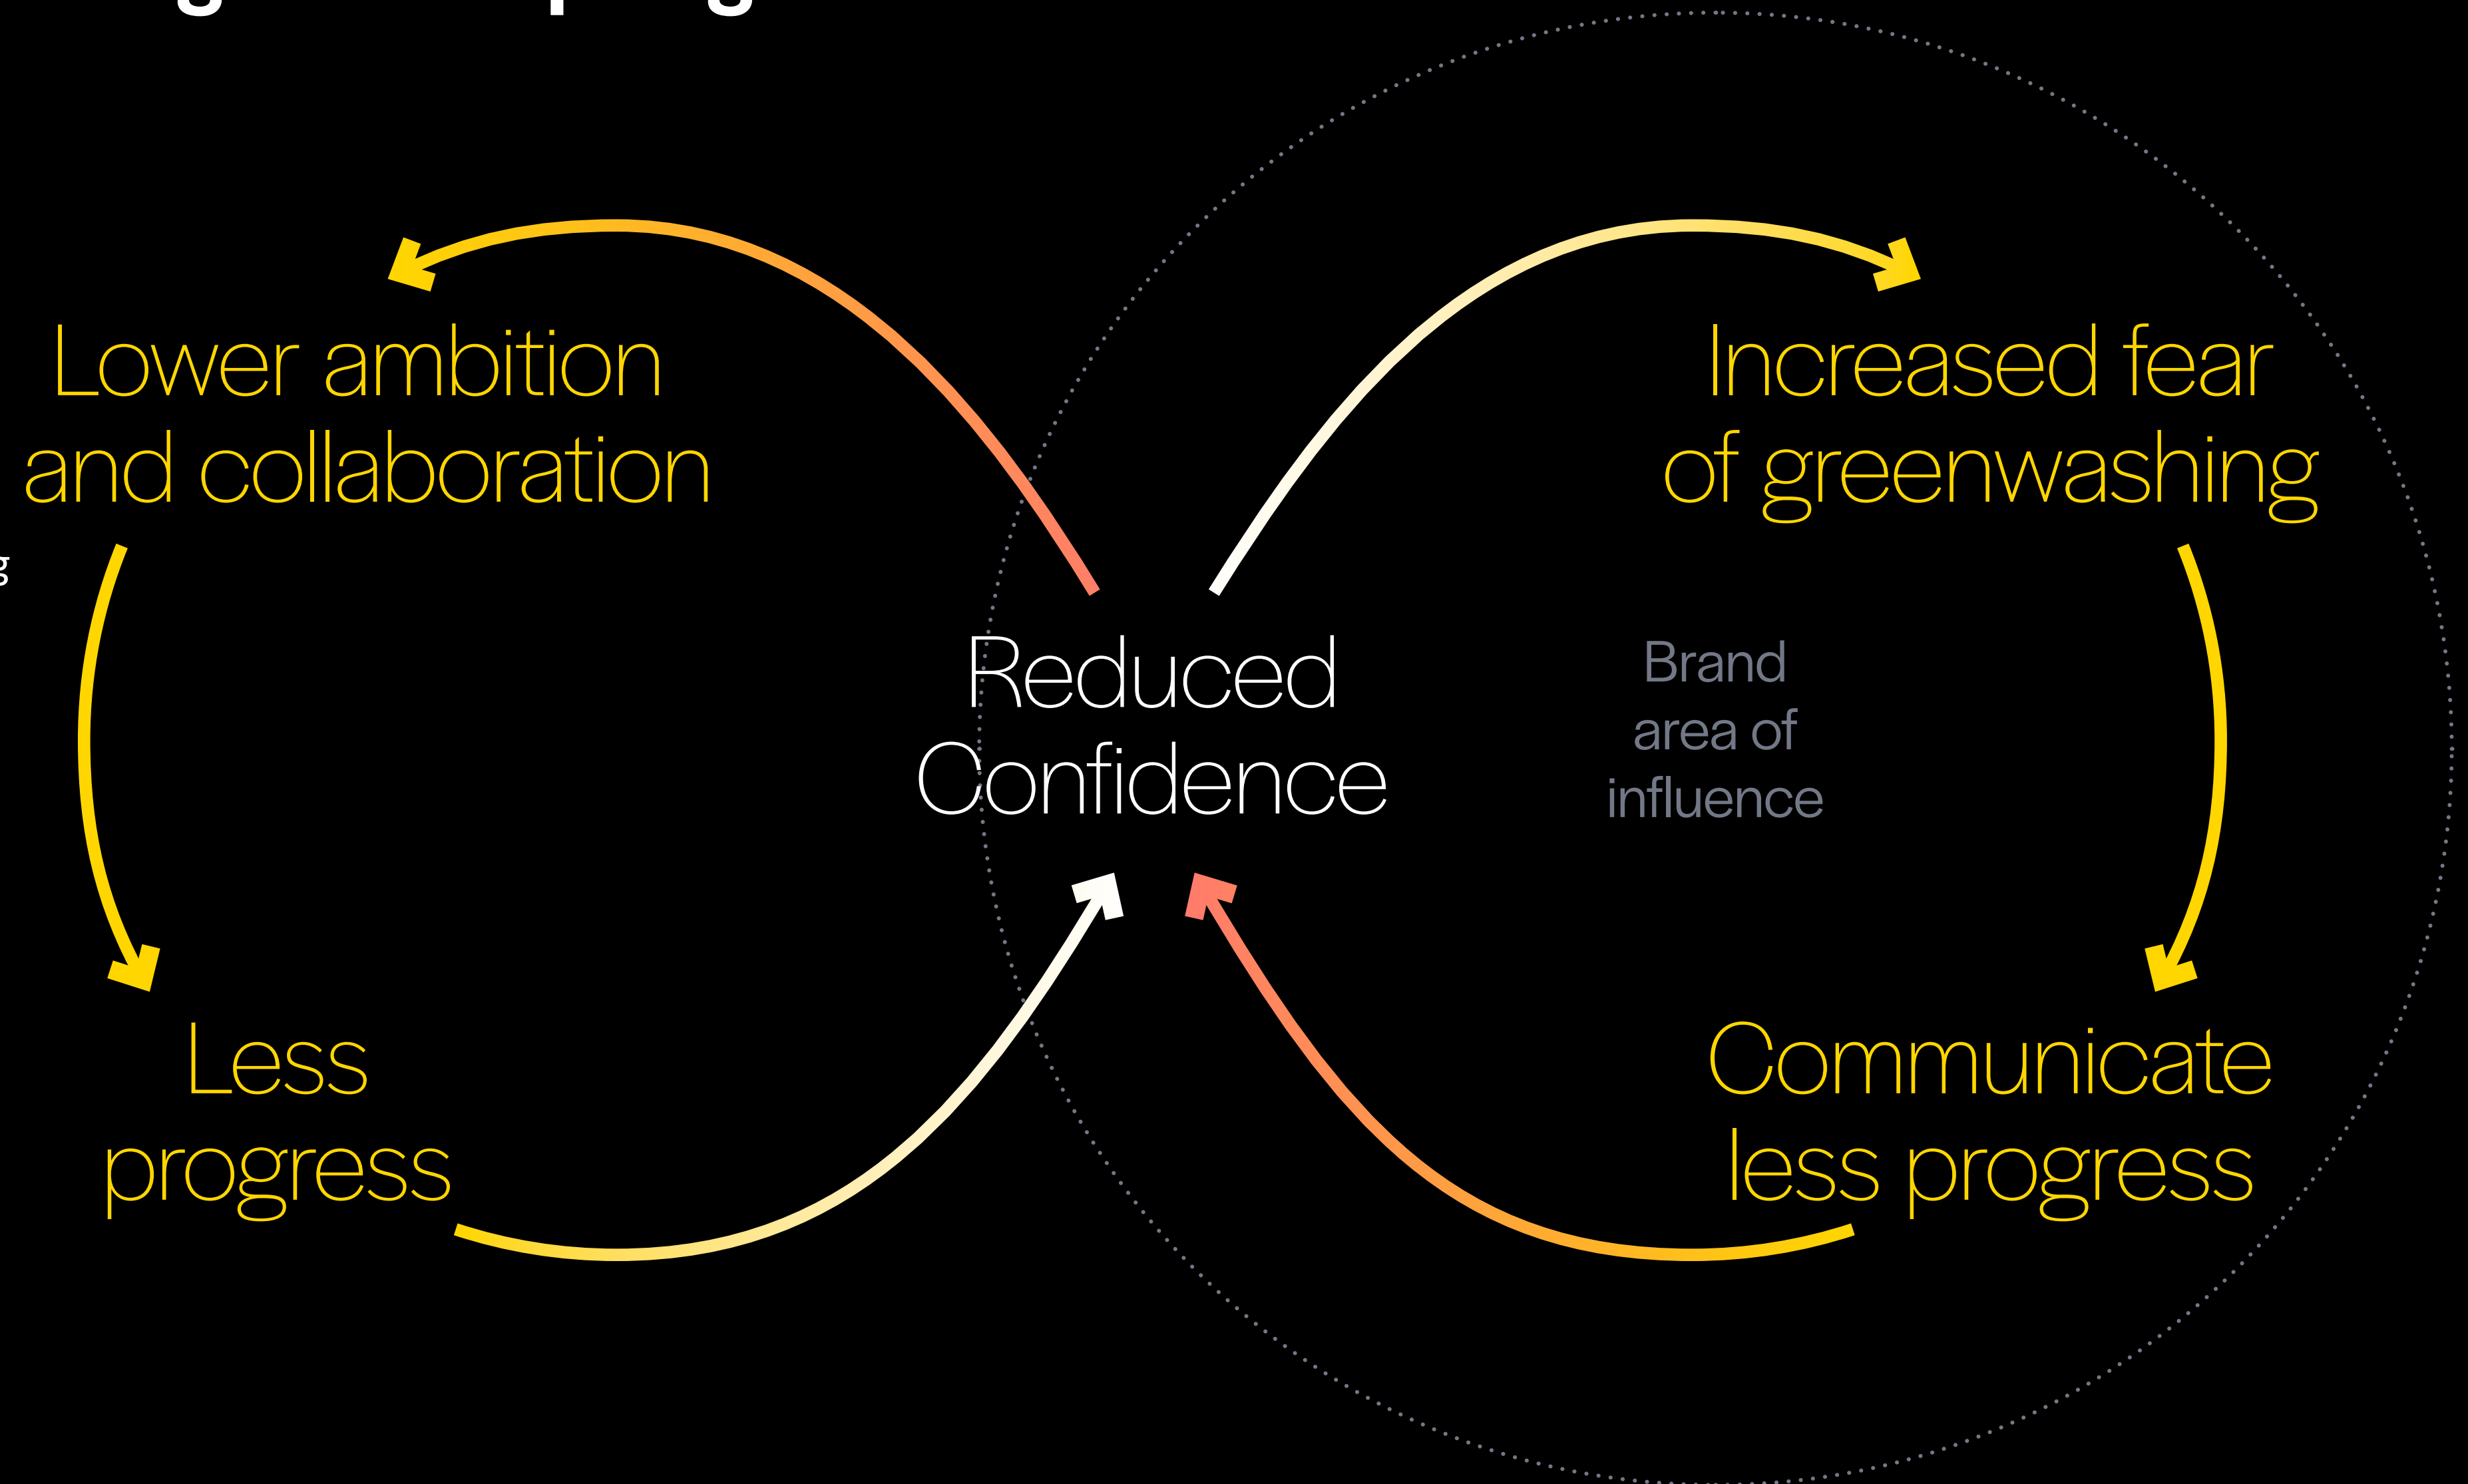 Lower ambition
and collaboration
Increased fear
of greenwashing
Reduced
Confidence
Brand
area of
influence
Less
progress
Communicate
less progress